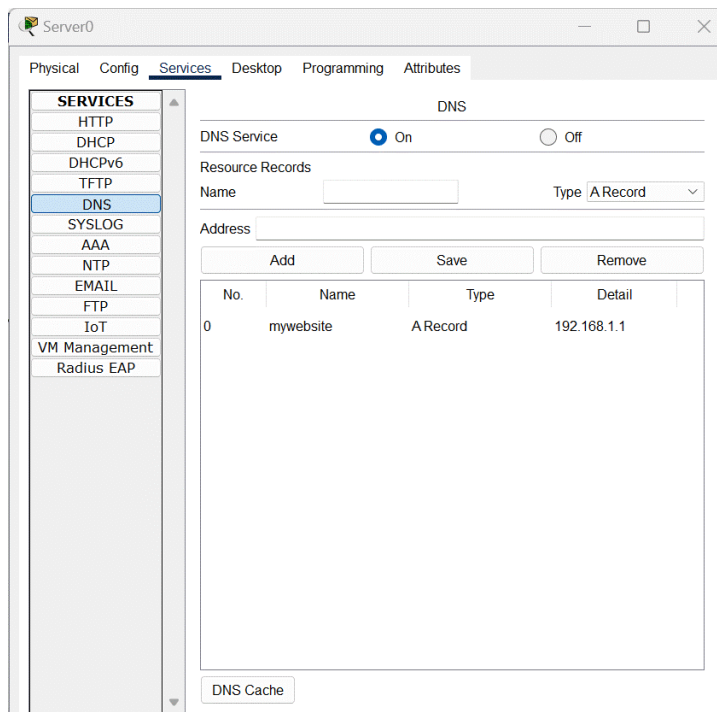 Server0
Physical Config Services Desktop Programming Attributes
SERVICES
HTTP
DHCP
DHCPv6
TFTP
DNS
SYSLOG
AAA
NTP
EMAIL
FTP
IoT
VM Management
Radius EAP
DNS
DNS Service On Off
Resource Records
Name Type A Record
Address
Add Save Remove
No. Name Type Detail
0 mywebsite A Record 192.168.1.1
DNS Cache